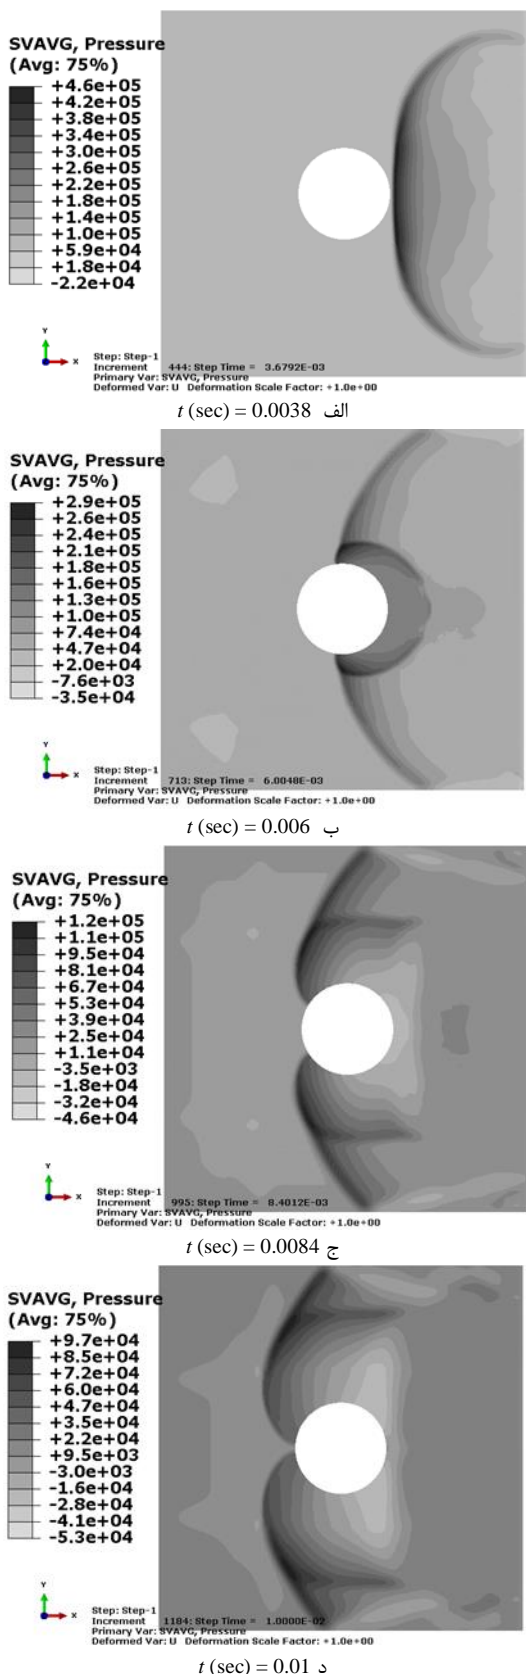 SVAVG, Pressure
(Avg: 75%)
+4.6e+05
+4.2e+05
+3.8e+05
+3.4e+05
+3.0e+05
+2.6e+05
+2.2e+05
+1.8e+05
+1.4e+05
+1.0e+05
+5.9e+04
+1.8e+04
-2.2e+04
Y
X
Step: Step-1
Increment 444: Step Time = 3.6792E-03
Primary Var: SVAVG, Pressure
Deformed Var: U Deformation Scale Factor: +1.0e+00
t (sec) = 0.0038 الف
SVAVG, Pressure
(Avg: 75%)
+2.9e+05
+2.6e+05
+2.4e+05
+2.1e+05
+1.8e+05
+1.6e+05
+1.3e+05
+1.0e+05
+7.4e+04
+4.7e+04
+2.0e+04
-7.6e+03
-3.5e+04
Y
X
Step: Step-1
Increment 713: Step Time = 6.0048E-03
Primary Var: SVAVG, Pressure
Deformed Var: U Deformation Scale Factor: +1.0e+00
t (sec) = 0.006 ب
SVAVG, Pressure
(Avg: 75%)
+1.2e+05
+1.1e+05
+9.5e+04
+8.1e+04
+6.7e+04
+5.3e+04
+3.9e+04
+2.5e+04
+1.1e+04
-3.5e+03
-1.8e+04
-3.2e+04
-4.6e+04
Y
X
Step: Step-1
Increment 995: Step Time = 8.4012E-03
Primary Var: SVAVG, Pressure
Deformed Var: U Deformation Scale Factor: +1.0e+00
t (sec) = 0.0084 ج
SVAVG, Pressure
(Avg: 75%)
+9.7e+04
+8.5e+04
+7.2e+04
+6.0e+04
+4.7e+04
+3.5e+04
+2.2e+04
+9.5e+03
-3.0e+03
-1.6e+04
-2.8e+04
-4.1e+04
-5.3e+04
Y
X
Step: Step-1
Increment 1184: Step Time = 1.0000E-02
Primary Var: SVAVG, Pressure
Deformed Var: U Deformation Scale Factor: +1.0e+00
t (sec) = 0.01 د